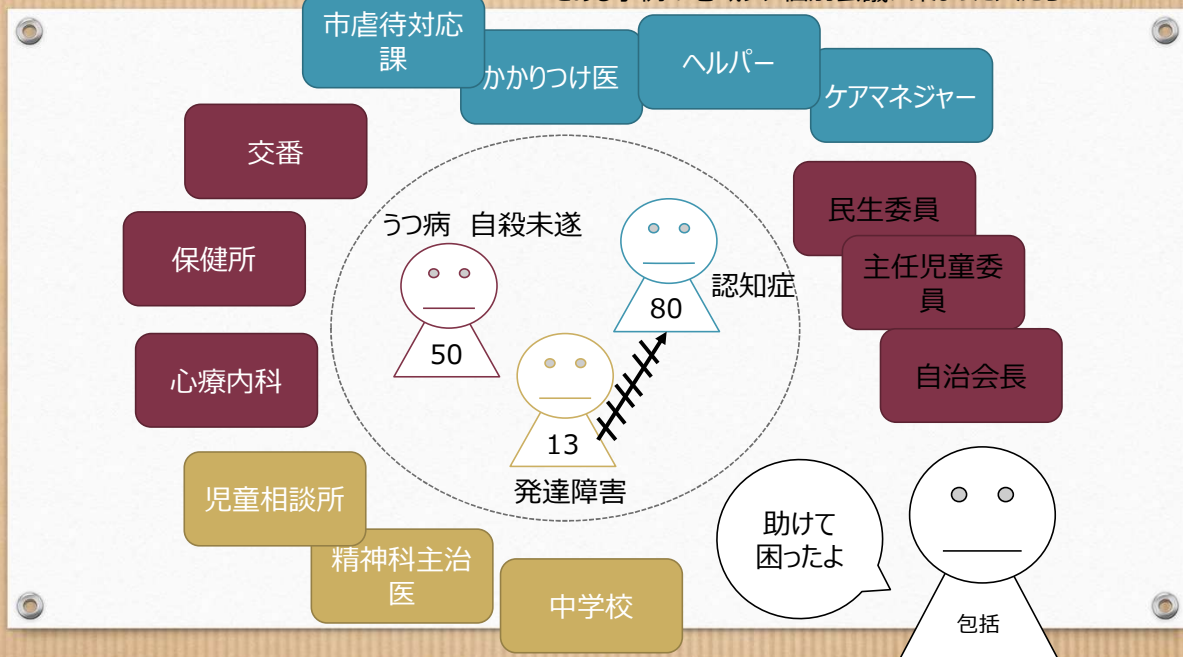 市虐待対応
課
かかりつけ医
ヘルパー
ケアマネジャー
交番
保健所
心療内科
うつ病 自殺未遂
50
80
認知症
13
発達障害
民生委員
主任児童委
員
自治会長
児童相談所
精神科主治
医
中学校
助けて
困ったよ
包括